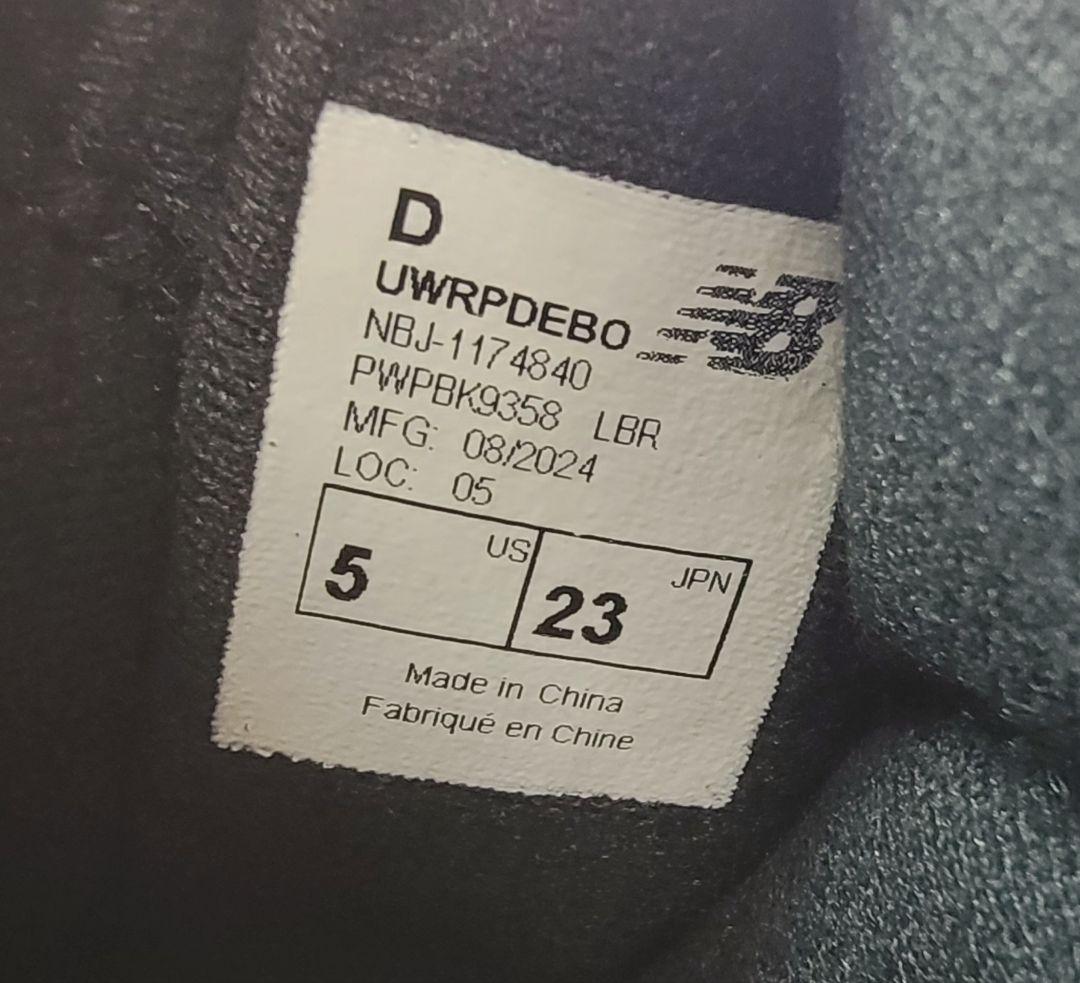 D
UWRPDEBO
NBJ-1174840
PWPBK9358 LBR
MFG: 08/2024
LOC: 05
5 US 23 JPN
Made in China
Fabriqué en Chine